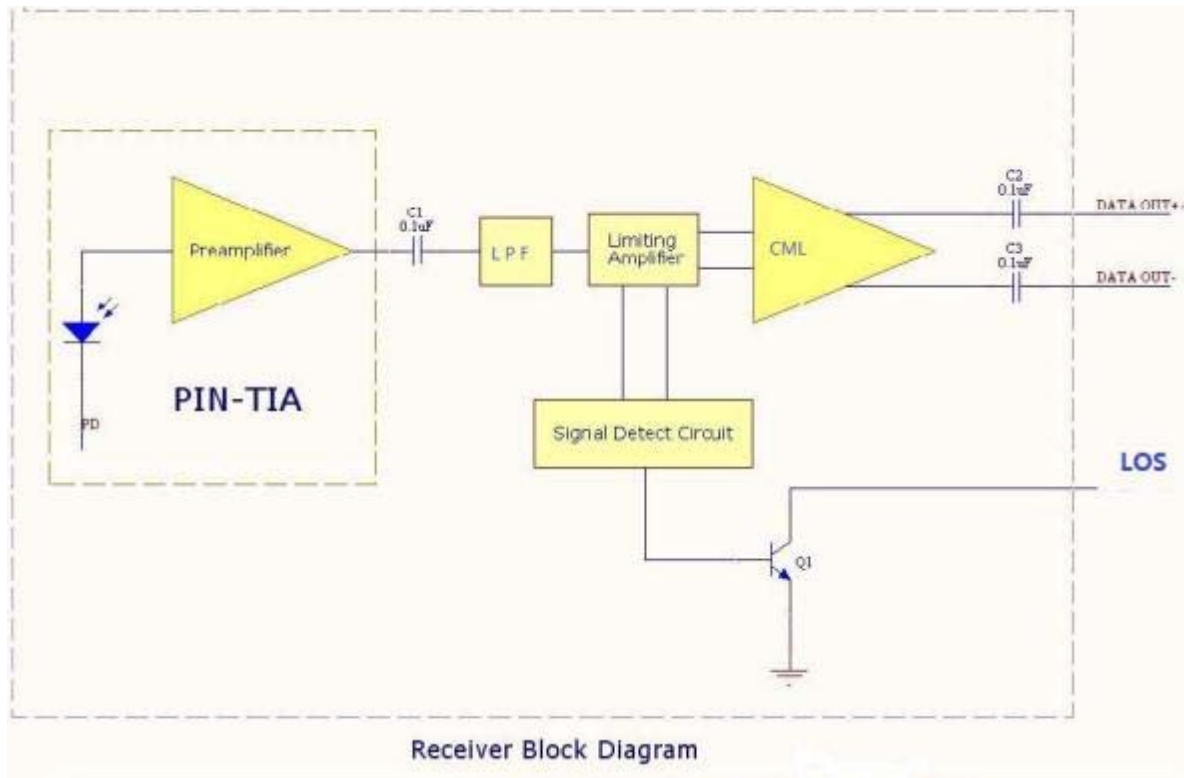 C1
0.1uF
Preamplifier
PIN-TIA
PD
L P F
Limiting
Amplifier
CML
C2
0.1uF
DATA OUT+
C3
0.1uF
DATA OUT-
Signal Detect Circuit
LOS
Q1
Receiver Block Diagram